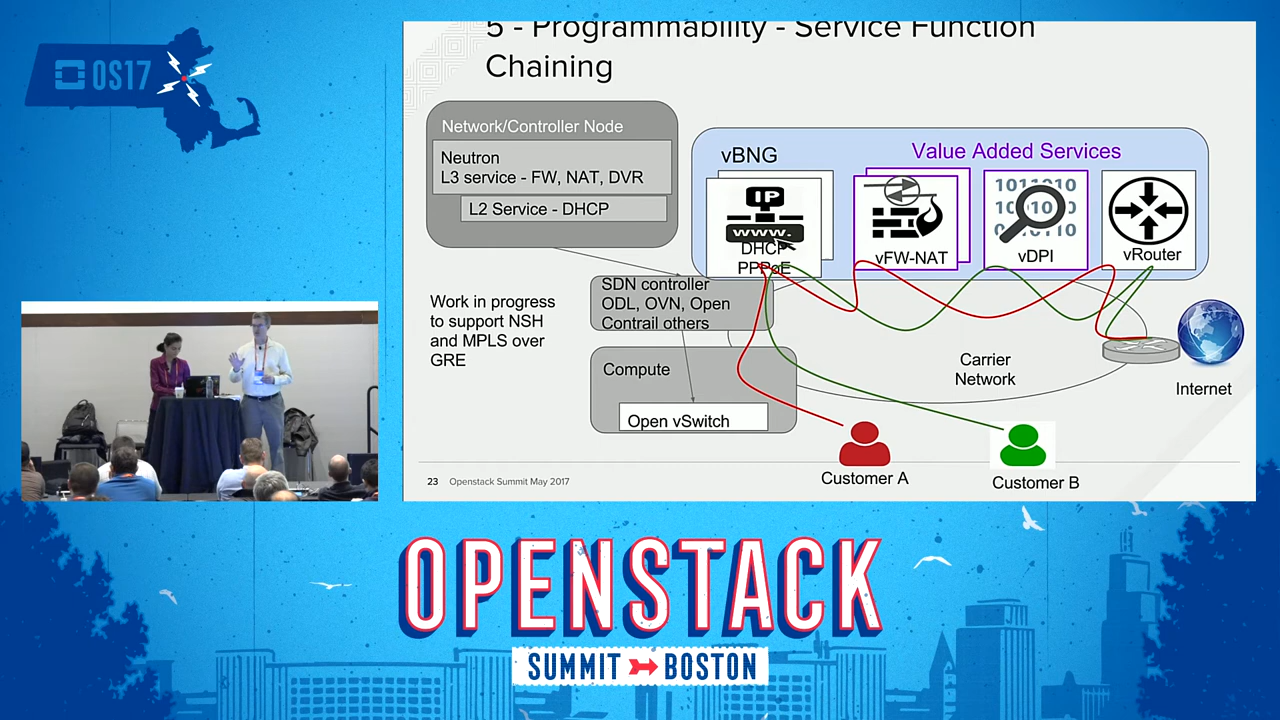 OS17
5 - Programmability - Service Function
Chaining
Network/Controller Node
Neutron
L3 service - FW, NAT, DVR
L2 Service - DHCP
vBNG
Value Added Services
IP
WWW.
DHCP
PPPoE
vFW-NAT
vDPI
vRouter
SDN controller
ODL, OVN, Open
Contrail others
Work in progress
to support NSH
and MPLS over
GRE
Compute
Open vSwitch
Carrier
Network
Internet
Customer A
Customer B
23 Openstack Summit May 2017
OPENSTACK
SUMMIT BOSTON